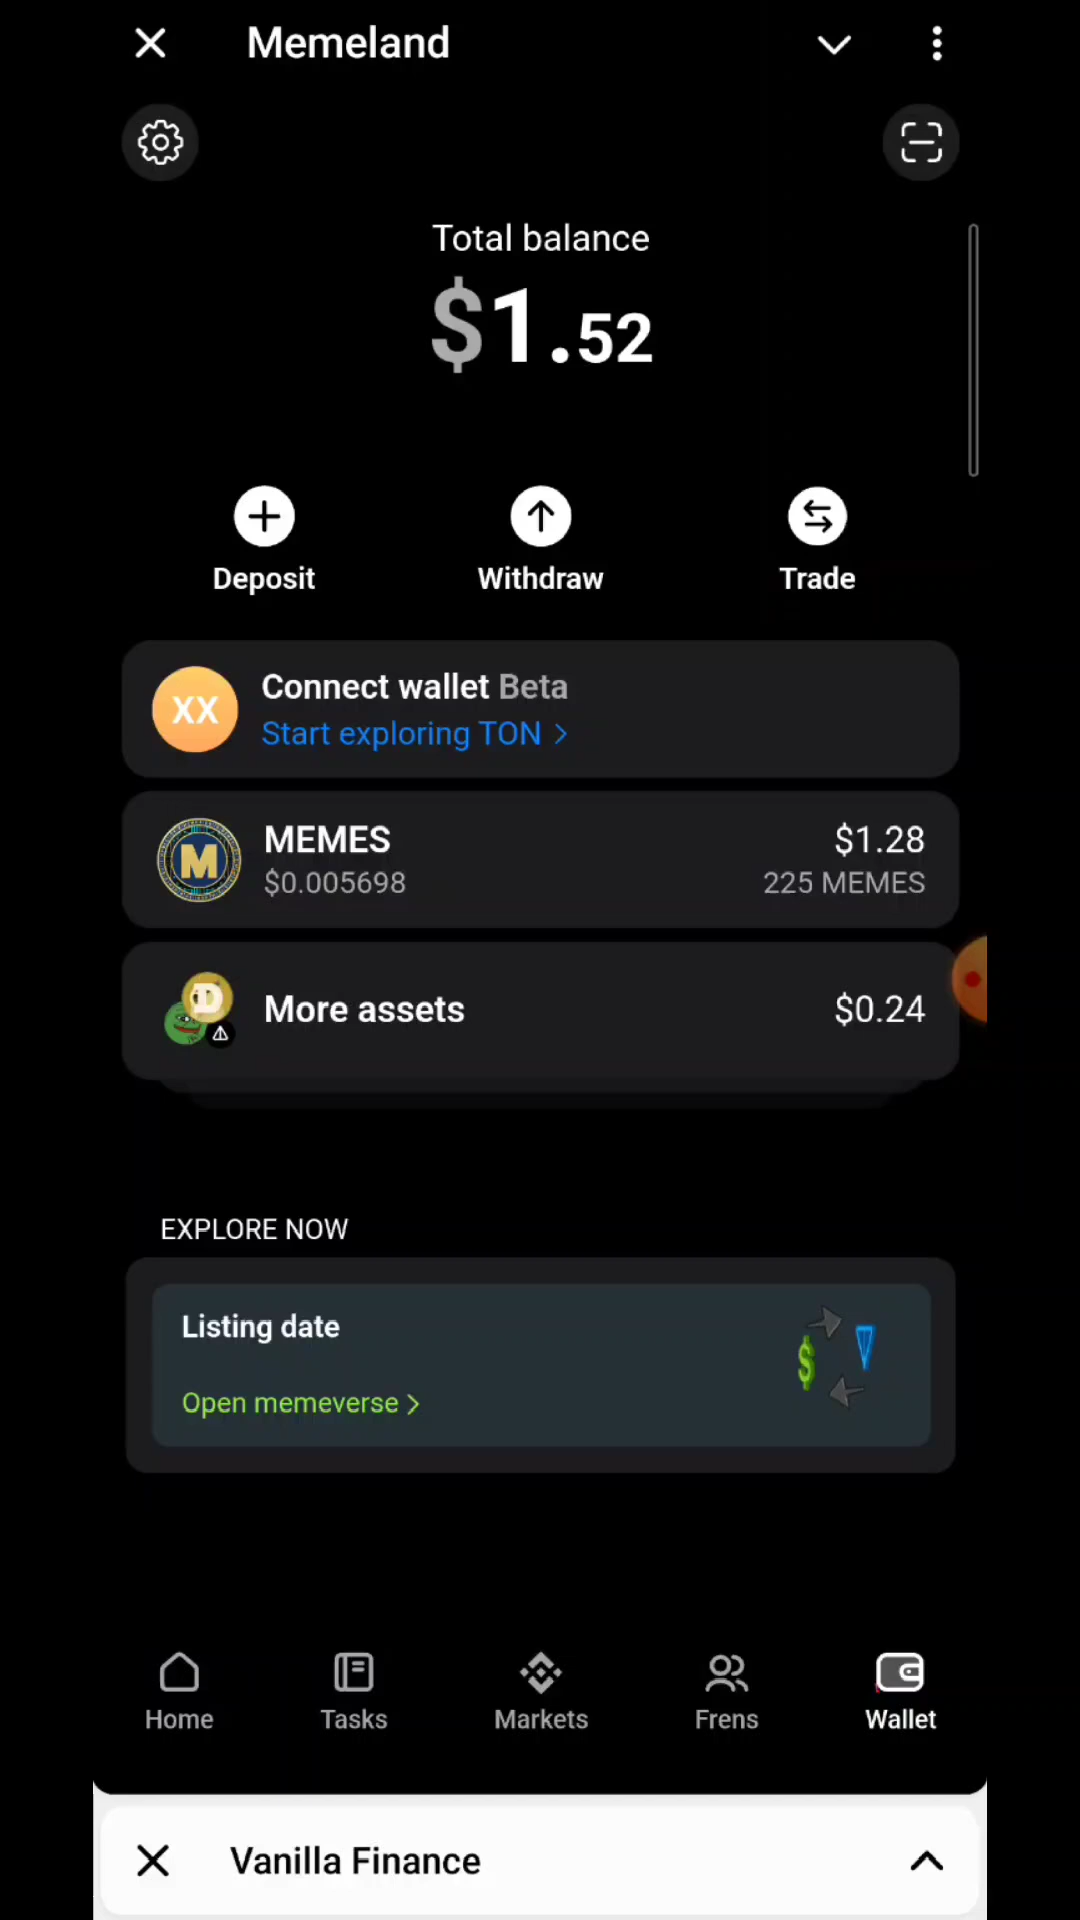 Memeland
Total balance
$1.52
Deposit
Withdraw
Trade
XX
Connect wallet Beta
Start exploring TON >
M
MEMES
$1.28
$0.005698
225 MEMES
D
More assets
$0.24
EXPLORE NOW
Listing date
$
Open memeverse >
Home
Tasks
Markets
Frens
Wallet
Vanilla Finance